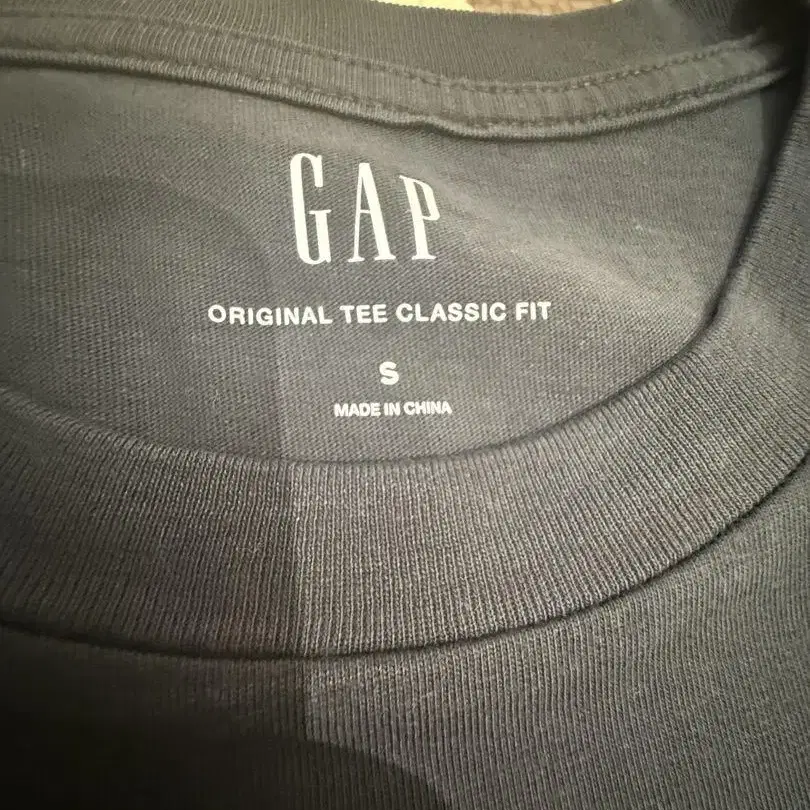 GAP
ORIGINAL TEE CLASSIC FIT
S
MADE IN CHINA